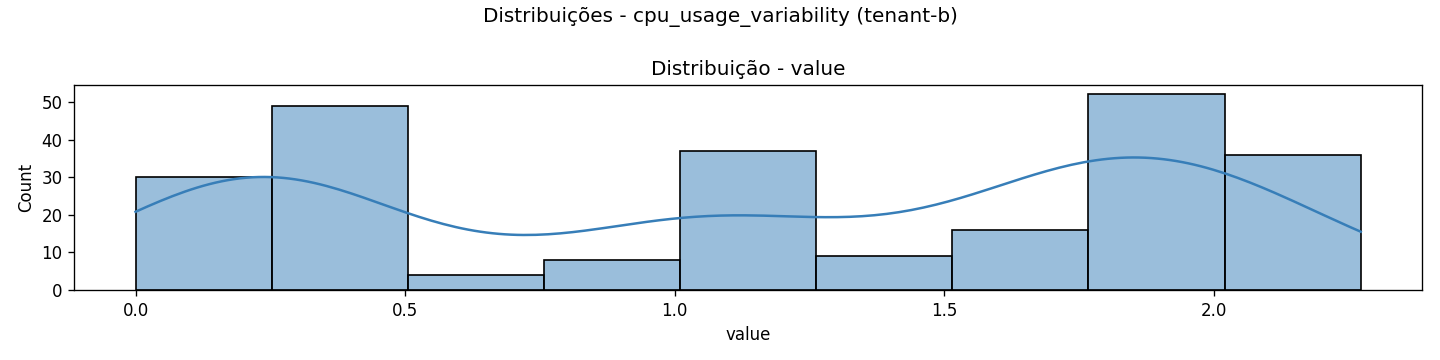 Distribuições - cpu_usage_variability (tenant-b)
Distribuição - value
50
40
30
20
10
0
Count
0.0 0.5 1.0 1.5 2.0
value